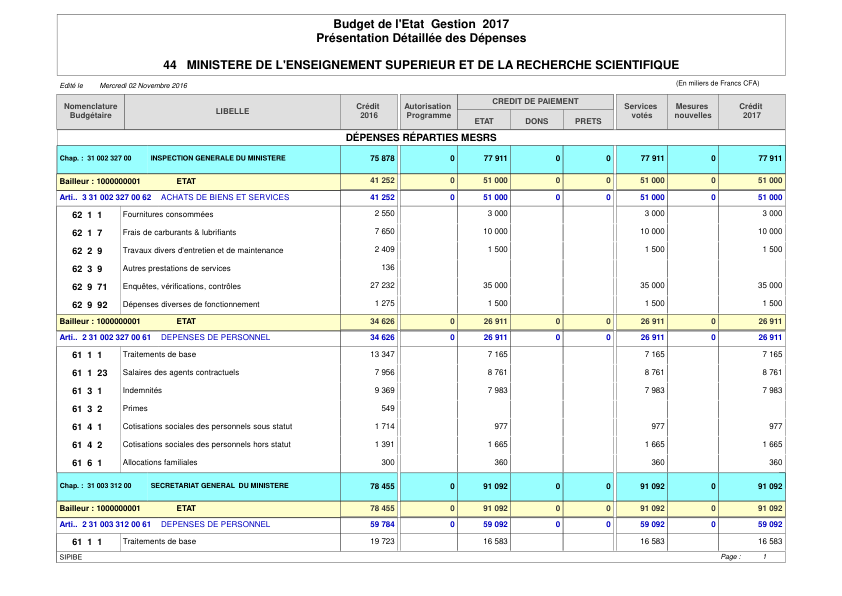 Budget de l'Etat  Gestion  2017
Présentation Détaillée des Dépenses
44   MINISTERE DE L'ENSEIGNEMENT SUPERIEUR ET DE LA RECHERCHE SCIENTIFIQUE
Edité le   Mercredi 02 Novembre 2016   (En miliers de Francs CFA)
Nomenclature Budgétaire   LIBELLE   Crédit 2016   Autorisation Programme   CREDIT DE PAIEMENT   Services votés   Mesures nouvelles   Crédit 2017
ETAT   DONS   PRETS
DÉPENSES RÉPARTIES MESRS
Chap. :  31 002 327 00   INSPECTION GENERALE DU MINISTERE   75 878   0   77 911   0   0   77 911   0   77 911
Bailleur : 1000000001   ETAT   41 252   0   51 000   0   0   51 000   0   51 000
Arti..  3 31 002 327 00 62   ACHATS DE BIENS ET SERVICES   41 252   0   51 000   0   0   51 000   0   51 000
62  1  1   Fournitures consommées   2 550   3 000   3 000   3 000
62  1  7   Frais de carburants & lubrifiants   7 650   10 000   10 000   10 000
62  2  9   Travaux divers d'entretien et de maintenance   2 409   1 500   1 500   1 500
62  3  9   Autres prestations de services   136
62  9  71   Enquêtes, vérifications, contrôles   27 232   35 000   35 000   35 000
62  9  92   Dépenses diverses de fonctionnement   1 275   1 500   1 500   1 500
Bailleur : 1000000001   ETAT   34 626   0   26 911   0   0   26 911   0   26 911
Arti..  2 31 002 327 00 61   DEPENSES DE PERSONNEL   34 626   0   26 911   0   0   26 911   0   26 911
61  1  1   Traitements de base   13 347   7 165   7 165   7 165
61  1  23   Salaires des agents contractuels   7 956   8 761   8 761   8 761
61  3  1   Indemnités   9 369   7 983   7 983   7 983
61  3  2   Primes   549
61  4  1   Cotisations sociales des personnels sous statut   1 714   977   977   977
61  4  2   Cotisations sociales des personnels hors statut   1 391   1 665   1 665   1 665
61  6  1   Allocations familiales   300   360   360   360
Chap. :  31 003 312 00   SECRETARIAT GENERAL  DU MINISTERE   78 455   0   91 092   0   0   91 092   0   91 092
Bailleur : 1000000001   ETAT   78 455   0   91 092   0   0   91 092   0   91 092
Arti..  2 31 003 312 00 61   DEPENSES DE PERSONNEL   59 784   0   59 092   0   0   59 092   0   59 092
61  1  1   Traitements de base   19 723   16 583   16 583   16 583
SIPIBE   Page :   1